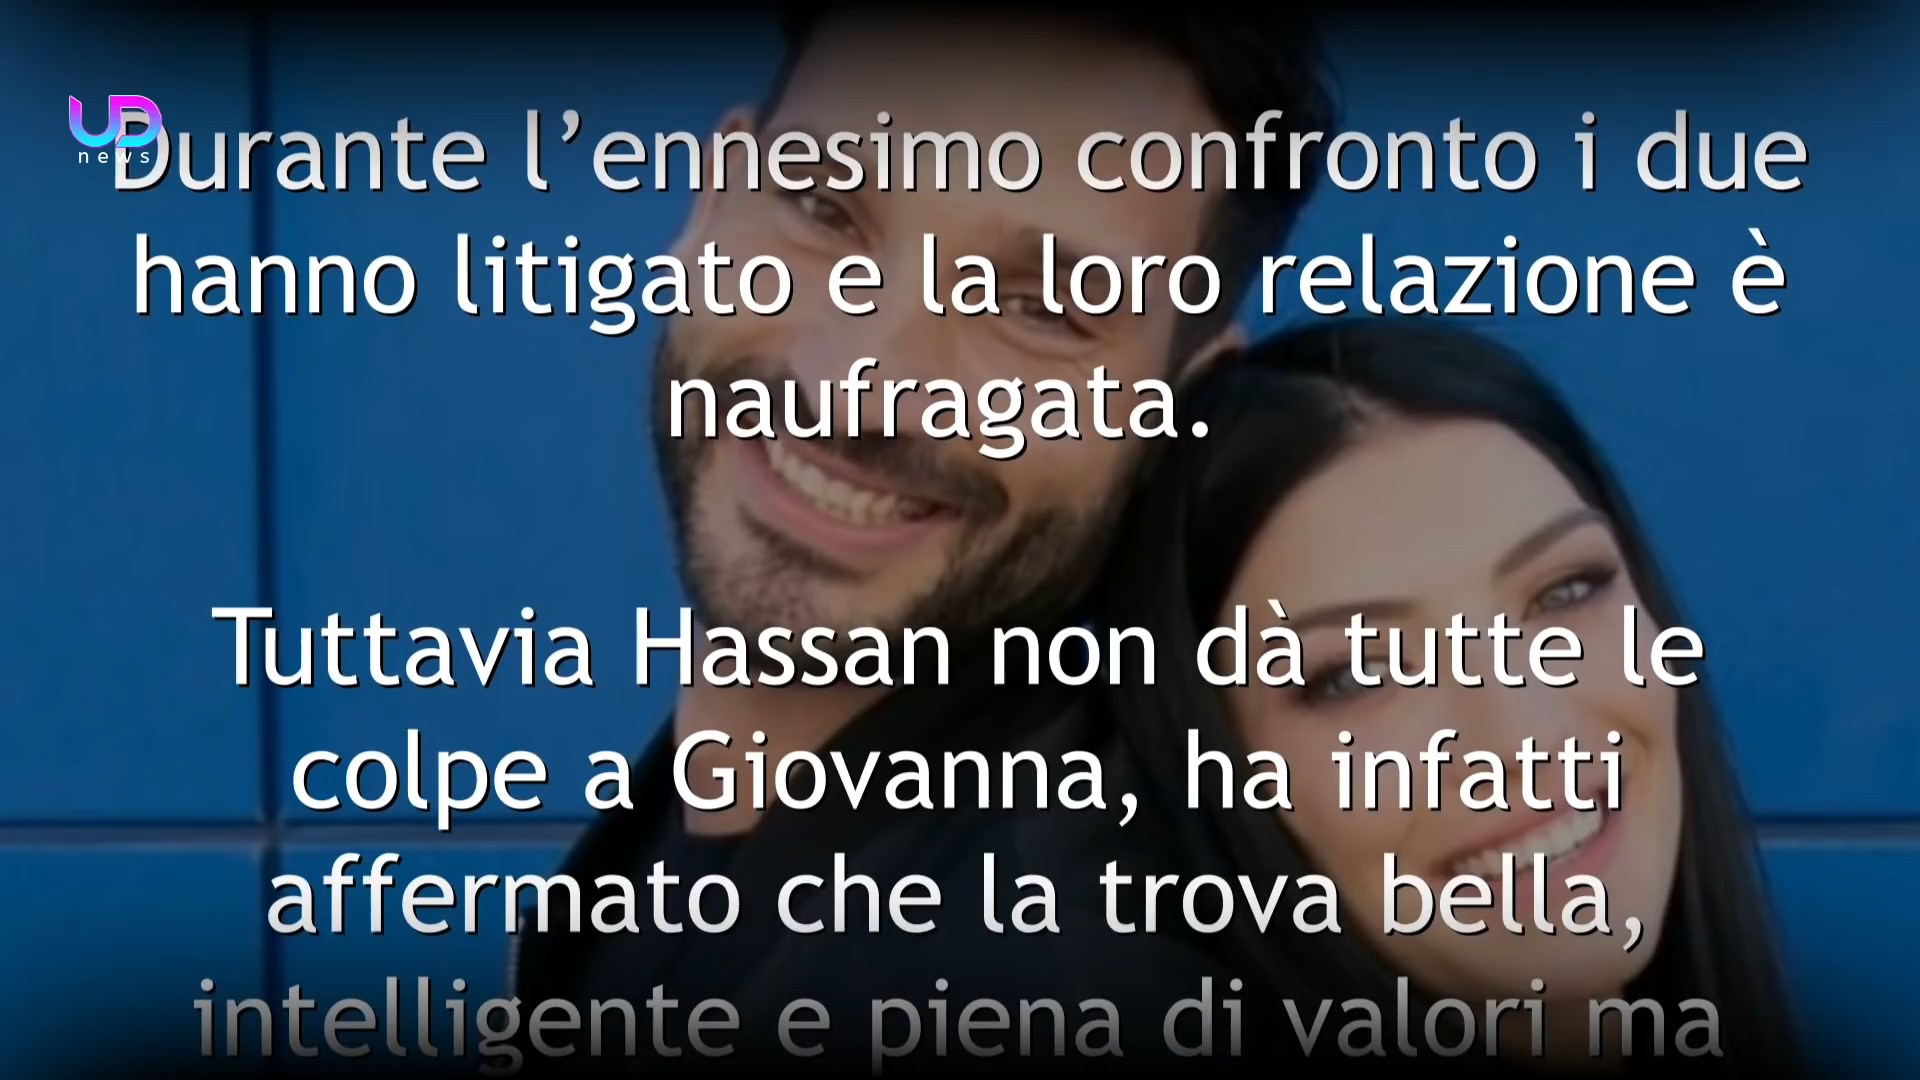 UD
news
Durante l’ennesimo confronto i due
hanno litigato e la loro relazione è
naufragata.
Tuttavia Hassan non dà tutte le
colpe a Giovanna, ha infatti
affermato che la trova bella,
intelligente e piena di valori ma